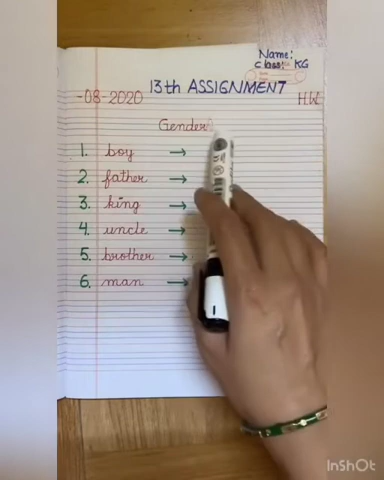 Name:
Class: KG
13th ASSIGNMENT
-08-2020
HW
Gender
1. boy →
2. father →
3. king →
4. uncle →
5. brother →
6. man →
InShOt